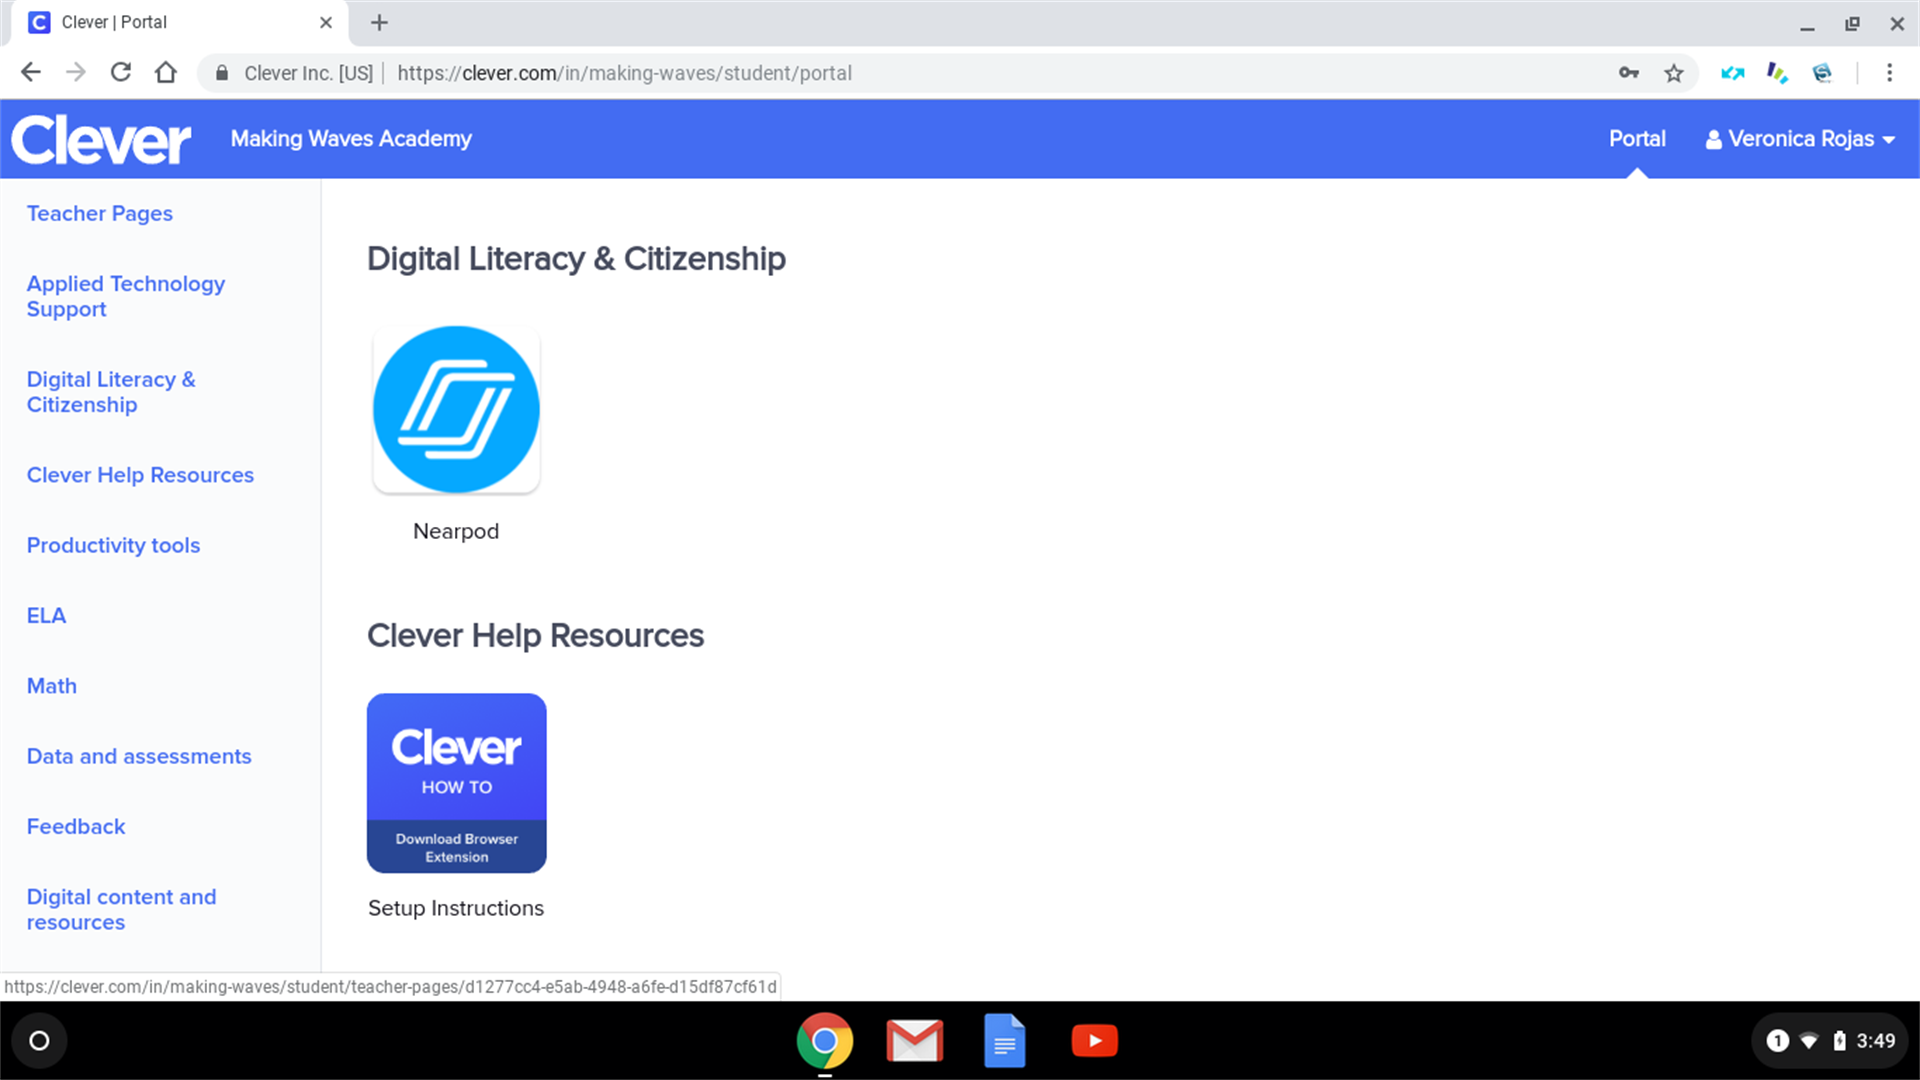 Clever | Portal
Clever Inc. [US] https://clever.com/in/making-waves/student/portal
Clever
Making Waves Academy
Portal
Veronica Rojas
Teacher Pages
Applied Technology
Support
Digital Literacy &
Citizenship
Clever Help Resources
Productivity tools
ELA
Math
Data and assessments
Feedback
Digital content and
resources
Digital Literacy & Citizenship
Nearpod
Clever Help Resources
Clever
HOW TO
Download Browser
Extension
Setup Instructions
https://clever.com/in/making-waves/student/teacher-pages/d1277cc4-e5ab-4948-a6fe-d15df87cf61d
1
3:49